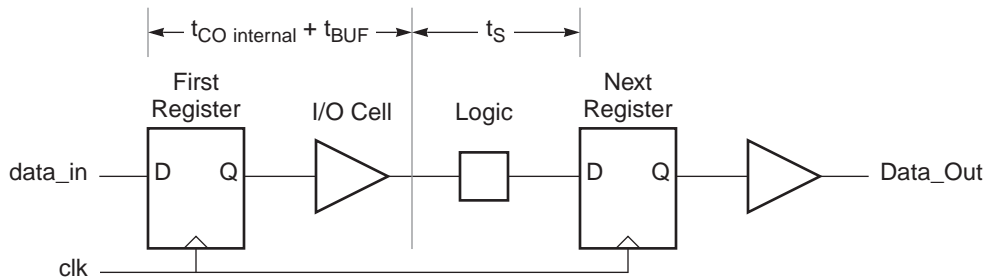 t_CO internal + t_BUF
t_S
First
Register
I/O Cell
Logic
Next
Register
data_in
D
Q
D
Q
Data_Out
clk